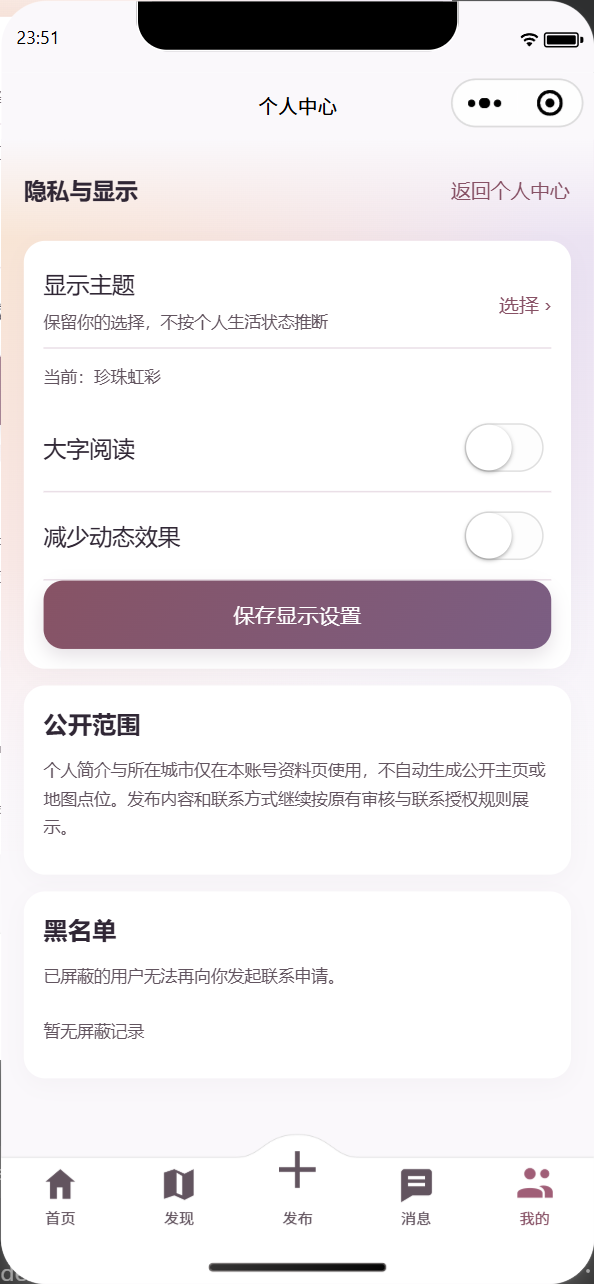 23:51
个人中心
隐私与显示
返回个人中心
显示主题
保留你的选择，不按个人生活状态推断
选择 ›
当前：珍珠虹彩
大字阅读
减少动态效果
保存显示设置
公开范围
个人简介与所在城市仅在本账号资料页使用，不自动生成公开主页或
地图点位。发布内容和联系方式继续按原有审核与联系授权规则展
示。
黑名单
已屏蔽的用户无法再向你发起联系申请。
暂无屏蔽记录
首页
发现
发布
消息
我的